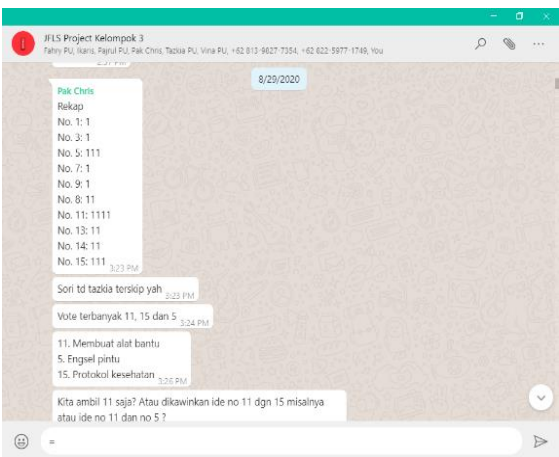 JFLS Project Kelompok 3
Fahry PU, Ikaris, Pajrul PU, Pak Chris, Tazkia PU, Vina PU, +62 813-9027-7354, +62 822-5977-1749, You
2:57 PM
8/29/2020
Pak Chris
Rekap
No. 1: 1
No. 3: 1
No. 5: 111
No. 7: 1
No. 9: 1
No. 8: 11
No. 11: 1111
No. 13: 11
No. 14: 11
No. 15: 111
3:23 PM
Sori td tazkia terskip yah
3:23 PM
Vote terbanyak 11, 15 dan 5
3:24 PM
11. Membuat alat bantu
5. Engsel pintu
15. Protokol kesehatan
3:26 PM
Kita ambil 11 saja? Atau dikawinkan ide no 11 dgn 15 misalnya
atau ide no 11 dan no 5 ?
=